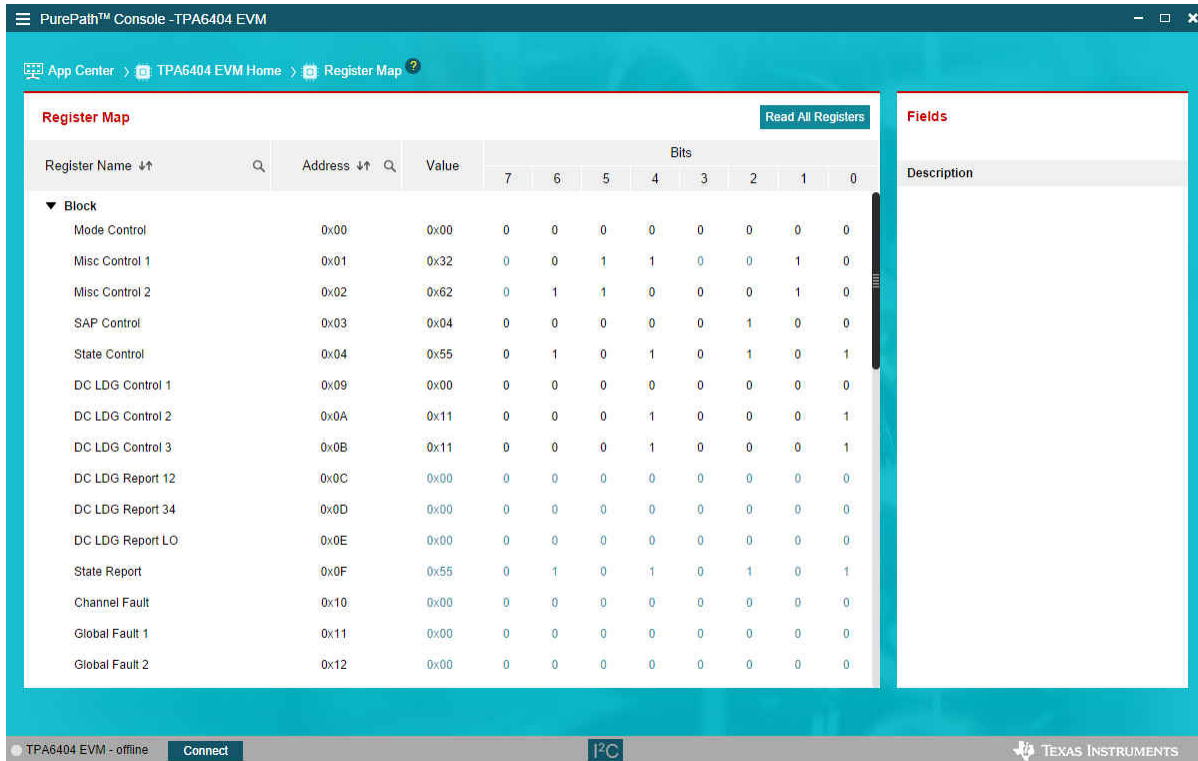 PurePath™ Console -TPA6404 EVM
App Center > TPA6404 EVM Home > Register Map ?
Register Map Read All Registers
Register Name Address Value Bits
7 6 5 4 3 2 1 0
Block
Mode Control 0x00 0x00 0 0 0 0 0 0 0 0
Misc Control 1 0x01 0x32 0 0 1 1 0 0 1 0
Misc Control 2 0x02 0x62 0 1 1 0 0 0 1 0
SAP Control 0x03 0x04 0 0 0 0 0 1 0 0
State Control 0x04 0x55 0 1 0 1 0 1 0 1
DC LDG Control 1 0x09 0x00 0 0 0 0 0 0 0 0
DC LDG Control 2 0x0A 0x11 0 0 0 1 0 0 0 1
DC LDG Control 3 0x0B 0x11 0 0 0 1 0 0 0 1
DC LDG Report 12 0x0C 0x00 0 0 0 0 0 0 0 0
DC LDG Report 34 0x0D 0x00 0 0 0 0 0 0 0 0
DC LDG Report LO 0x0E 0x00 0 0 0 0 0 0 0 0
State Report 0x0F 0x55 0 1 0 1 0 1 0 1
Channel Fault 0x10 0x00 0 0 0 0 0 0 0 0
Global Fault 1 0x11 0x00 0 0 0 0 0 0 0 0
Global Fault 2 0x12 0x00 0 0 0 0 0 0 0 0
Fields
Description
TPA6404 EVM - offline Connect I²C TEXAS INSTRUMENTS